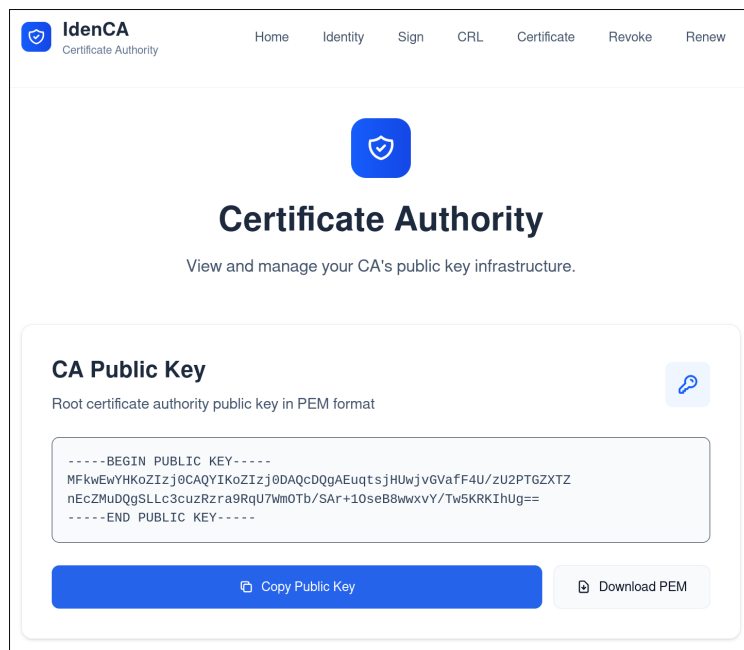 IdenCA
Certificate Authority
Home Identity Sign CRL Certificate Revoke Renew
Certificate Authority
View and manage your CA's public key infrastructure.
CA Public Key
Root certificate authority public key in PEM format
-----BEGIN PUBLIC KEY-----
MFkwEwYHKoZIzj0CAQYIKoZIzj0DAQcDQgAEuqtsjHUwjvGVafF4U/zU2PTGZXTZ
nEcZMuDQgSLLc3cuzRzra9RqU7WmOTb/SAr+1OseB8wwxvY/Tw5KRKIhUg==
-----END PUBLIC KEY-----
Copy Public Key
Download PEM